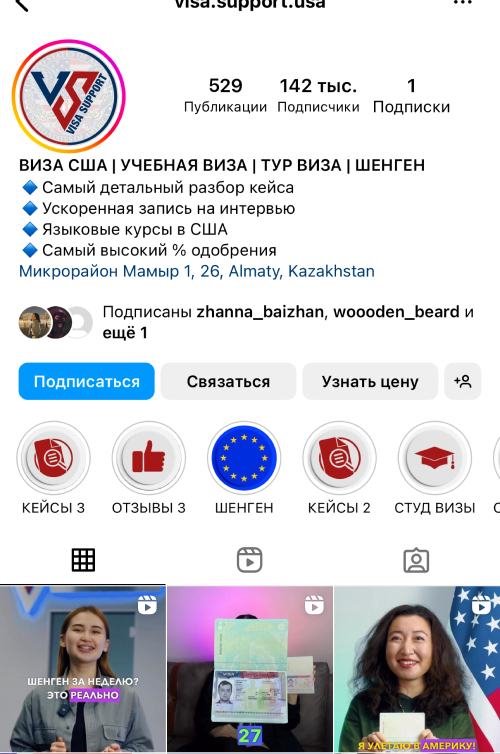 visa.support.usa
VISA SUPPORT
529 142 тыс. 1
Публикации Подписчики Подписки
ВИЗА США | УЧЕБНАЯ ВИЗА | ТУР ВИЗА | ШЕНГЕН
Самый детальный разбор кейса
Ускоренная запись на интервью
Языковые курсы в США
Самый высокий % одобрения
Микрорайон Мамыр 1, 26, Almaty, Kazakhstan
Подписаны zhanna_baizhan, woooden_beard и
ещё 1
Подписаться Связаться Узнать цену
КЕЙСЫ 3 ОТЗЫВЫ 3 ШЕНГЕН КЕЙСЫ 2 СТУД ВИЗЫ
ШЕНГЕН ЗА НЕДЕЛЮ?
ЭТО РЕАЛЬНО
VISA
27
Я УЛЕТАЮ В АМЕРИКУ!